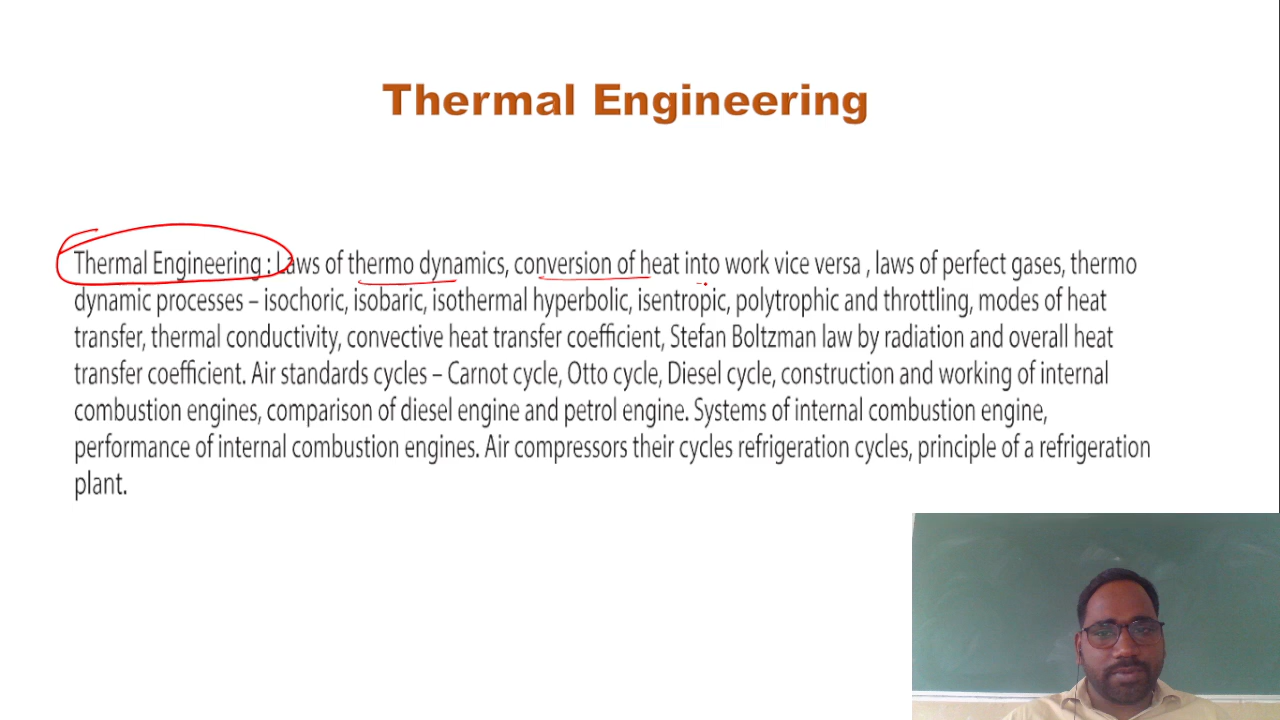 Thermal Engineering
Thermal Engineering : Laws of thermo dynamics, conversion of heat into work vice versa , laws of perfect gases, thermo
dynamic processes – isochoric, isobaric, isothermal hyperbolic, isentropic, polytrophic and throttling, modes of heat
transfer, thermal conductivity, convective heat transfer coefficient, Stefan Boltzman law by radiation and overall heat
transfer coefficient. Air standards cycles – Carnot cycle, Otto cycle, Diesel cycle, construction and working of internal
combustion engines, comparison of diesel engine and petrol engine. Systems of internal combustion engine,
performance of internal combustion engines. Air compressors their cycles refrigeration cycles, principle of a refrigeration
plant.